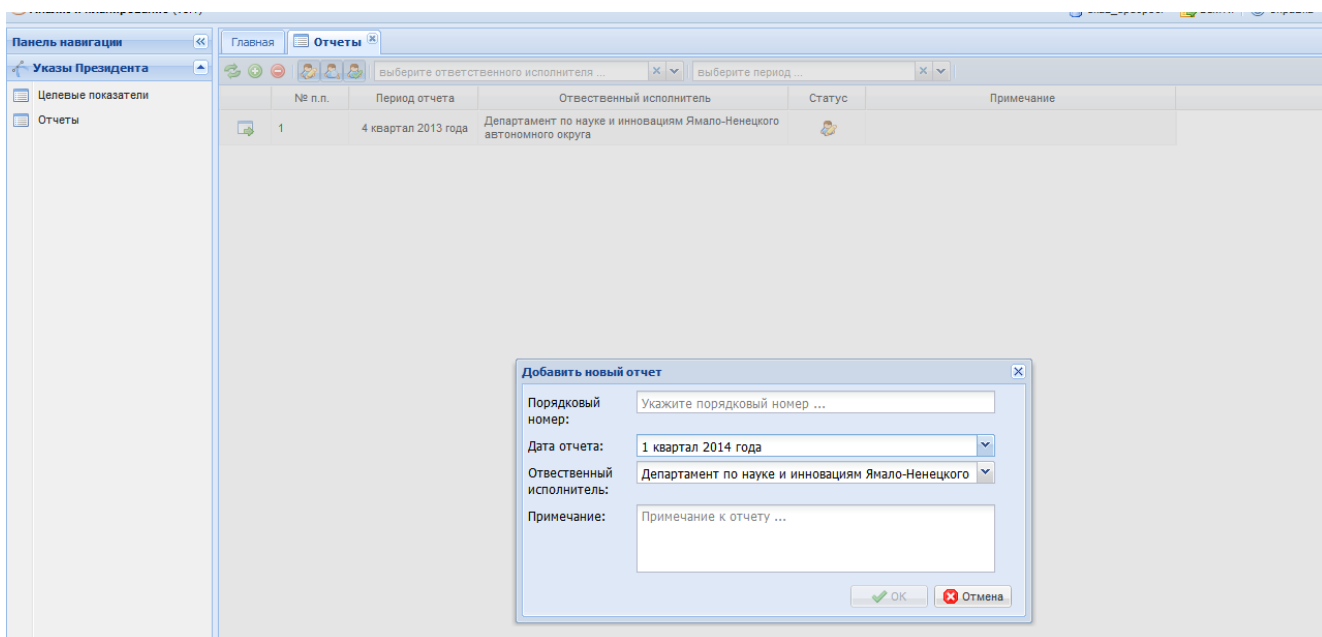 Панель навигации
Главная
Отчеты
Указы Президента
выберите ответственного исполнителя ...
выберите период ...
Целевые показатели
Отчеты
№ п.п.
Период отчета
Отвественный исполнитель
Статус
Примечание
1
4 квартал 2013 года
Департамент по науке и инновациям Ямало-Ненецкого
автономного округа
Добавить новый отчет
Порядковый
номер:
Укажите порядковый номер ...
Дата отчета:
1 квартал 2014 года
Отвественный
исполнитель:
Департамент по науке и инновациям Ямало-Ненецкого
Примечание:
Примечание к отчету ...
OK
Отмена